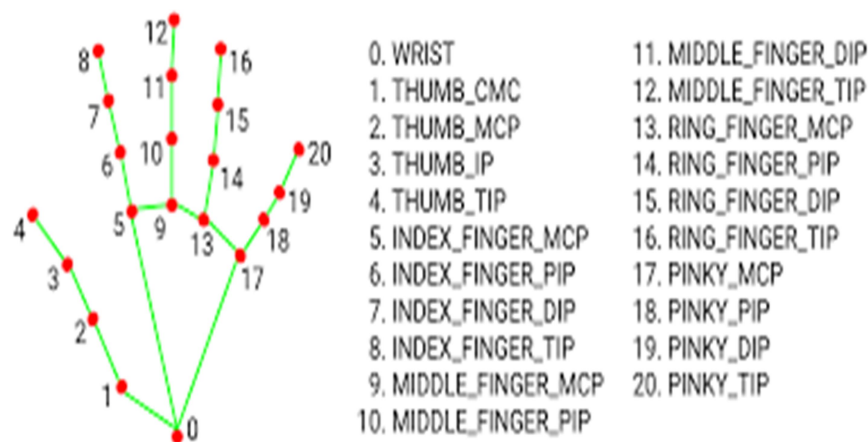 12
8
16
11
7
15
6
10
20
14
19
4
5
9
13
18
3
17
2
1
0
0. WRIST
1. THUMB_CMC
2. THUMB_MCP
3. THUMB_IP
4. THUMB_TIP
5. INDEX_FINGER_MCP
6. INDEX_FINGER_PIP
7. INDEX_FINGER_DIP
8. INDEX_FINGER_TIP
9. MIDDLE_FINGER_MCP
10. MIDDLE_FINGER_PIP
11. MIDDLE_FINGER_DIP
12. MIDDLE_FINGER_TIP
13. RING_FINGER_MCP
14. RING_FINGER_PIP
15. RING_FINGER_DIP
16. RING_FINGER_TIP
17. PINKY_MCP
18. PINKY_PIP
19. PINKY_DIP
20. PINKY_TIP